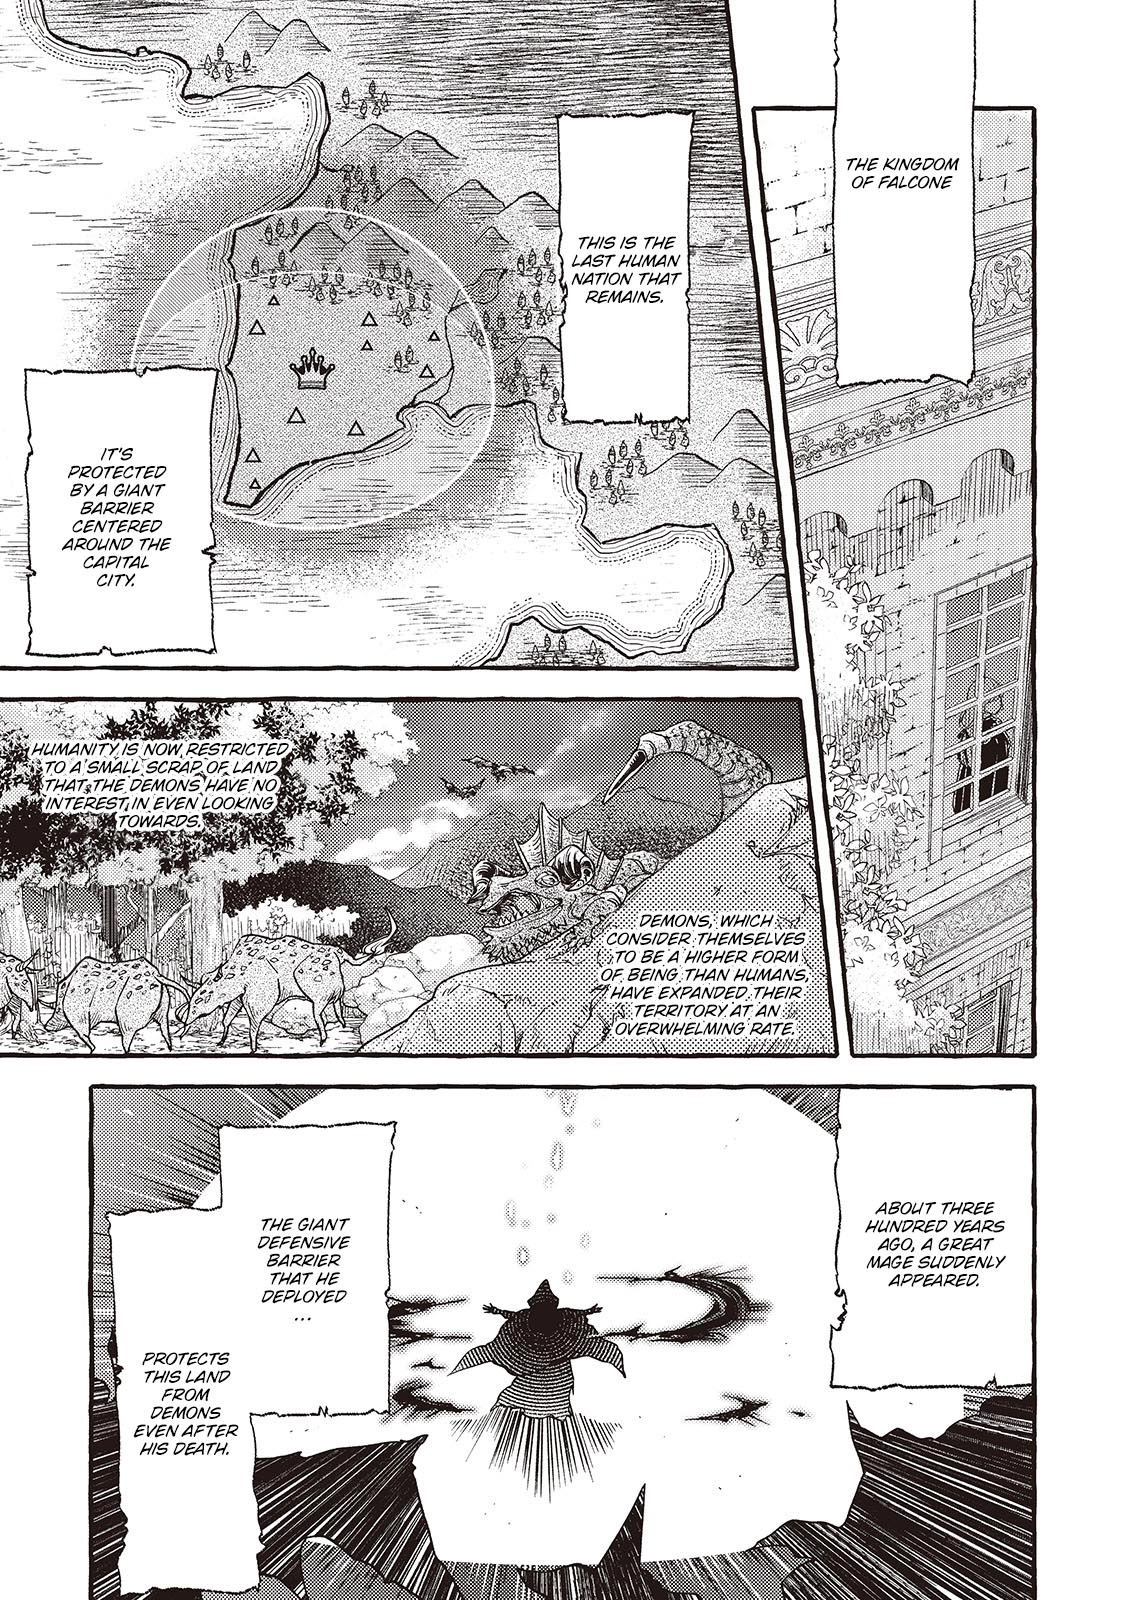 THE KINGDOM
OF FALCONE
THIS IS THE
LAST HUMAN
NATION THAT
REMAINS.
IT'S
PROTECTED
BY A GIANT
BARRIER
CENTERED
AROUND THE
CAPITAL
CITY.
DEMONS, WHICH
CONSIDER THEMSELVES
TO BE A HIGHER FORM
OF BEING THAN HUMANS,
HAVE EXPANDED THEIR
TERRITORY AT AN
OVERWHELMING RATE.
HUMANITY IS NOW RESTRICTED
TO A SMALL SCRAP OF LAND
THAT THE DEMONS HAVE NO
INTEREST IN EVEN LOOKING
TOWARDS.
ABOUT THREE
HUNDRED YEARS
AGO, A GREAT
MAGE SUDDENLY
APPEARED.
THE GIANT
DEFENSIVE
BARRIER
THAT HE
DEPLOYED
...
PROTECTS
THIS LAND
FROM
DEMONS
EVEN AFTER
HIS DEATH.